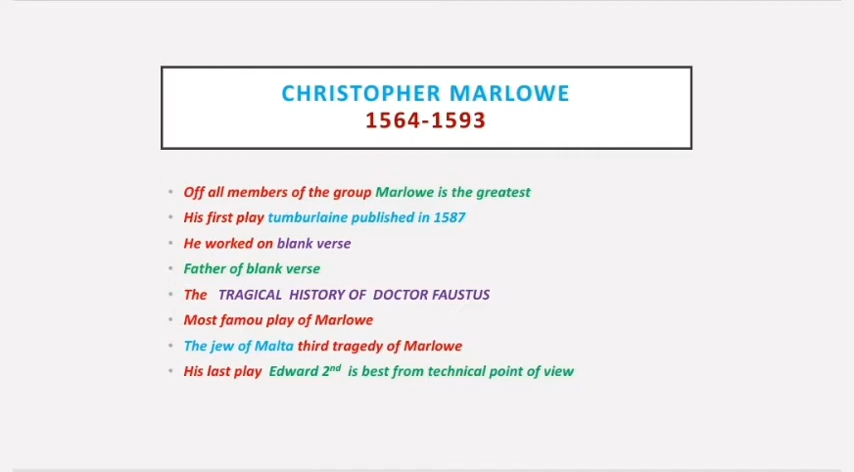 CHRISTOPHER MARLOWE
1564-1593
• Off all members of the group Marlowe is the greatest
• His first play tumburlaine published in 1587
• He worked on blank verse
• Father of blank verse
• The TRAGICAL HISTORY OF DOCTOR FAUSTUS
• Most famou play of Marlowe
• The jew of Malta third tragedy of Marlowe
• His last play Edward 2nd is best from technical point of view